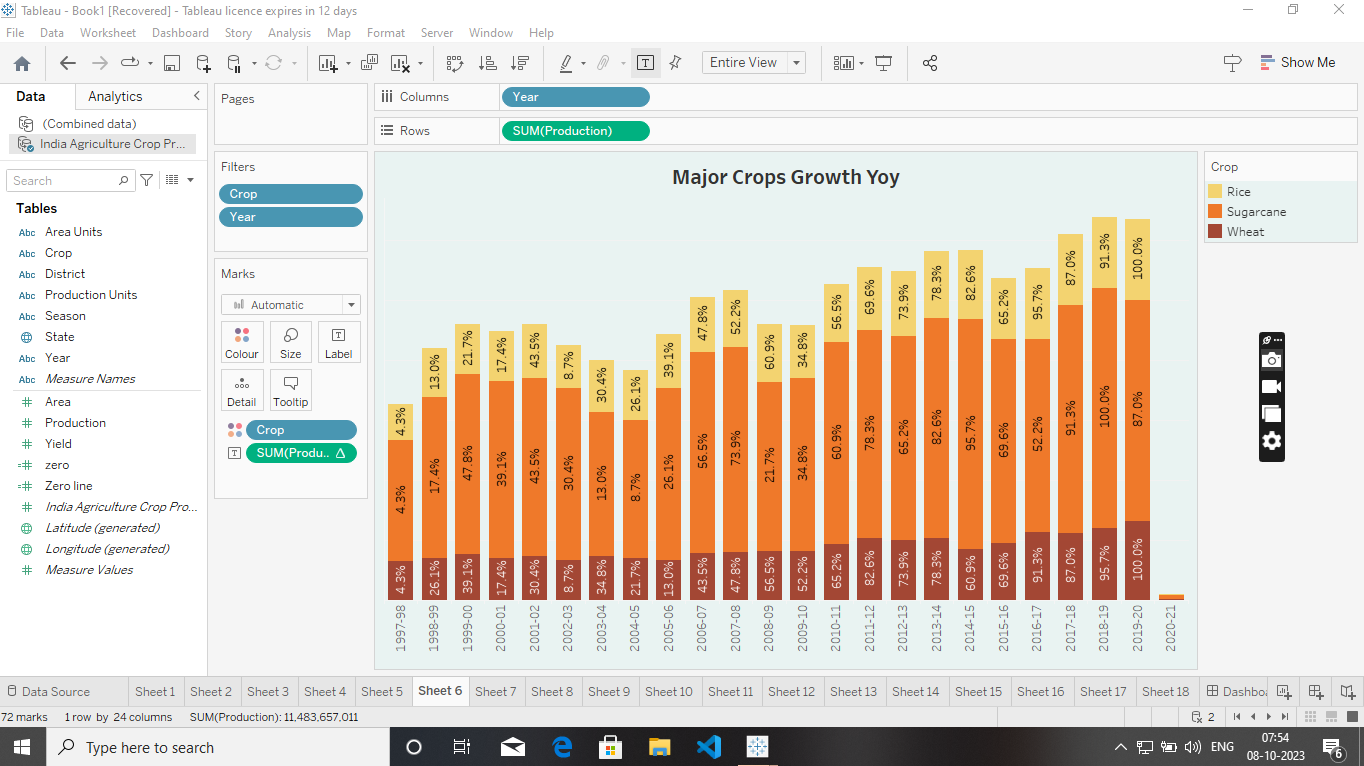 Tableau - Book1 [Recovered] - Tableau licence expires in 12 days
File Data Worksheet Dashboard Story Analysis Map Format Server Window Help
Entire View
Show Me
Data Analytics
(Combined data)
India Agriculture Crop Pr...
Search
Tables
Abc Area Units
Abc Crop
Abc District
Abc Production Units
Abc Season
State
Abc Year
Abc Measure Names
Area
Production
Yield
zero
Zero line
India Agriculture Crop Pro...
Latitude (generated)
Longitude (generated)
Measure Values
Pages
Filters
Crop
Year
Marks
Automatic
Colour Size Label
Detail Tooltip
Crop
SUM(Produ.. Δ
Columns Year
Rows SUM(Production)
Major Crops Growth Yoy
4.3% 13.0% 21.7% 17.4% 43.5% 8.7% 30.4% 26.1% 39.1% 47.8% 52.2% 60.9% 34.8% 56.5% 69.6% 73.9% 78.3% 82.6% 65.2% 95.7% 87.0% 91.3% 100.0%
4.3% 17.4% 47.8% 39.1% 43.5% 30.4% 13.0% 8.7% 26.1% 56.5% 73.9% 21.7% 34.8% 60.9% 78.3% 65.2% 82.6% 95.7% 69.6% 52.2% 91.3% 100.0% 87.0%
4.3% 26.1% 39.1% 17.4% 30.4% 8.7% 34.8% 21.7% 13.0% 43.5% 47.8% 56.5% 52.2% 65.2% 82.6% 73.9% 78.3% 60.9% 69.6% 91.3% 87.0% 95.7% 100.0%
1997-98 1998-99 1999-00 2000-01 2001-02 2002-03 2003-04 2004-05 2005-06 2006-07 2007-08 2008-09 2009-10 2010-11 2011-12 2012-13 2013-14 2014-15 2015-16 2016-17 2017-18 2018-19 2019-20 2020-21
Crop
Rice
Sugarcane
Wheat
Data Source Sheet 1 Sheet 2 Sheet 3 Sheet 4 Sheet 5 Sheet 6 Sheet 7 Sheet 8 Sheet 9 Sheet 10 Sheet 11 Sheet 12 Sheet 13 Sheet 14 Sheet 15 Sheet 16 Sheet 17 Sheet 18 Dashbo
72 marks 1 row by 24 columns SUM(Production): 11,483,657,011
2
Type here to search
ENG
07:54
08-10-2023
6